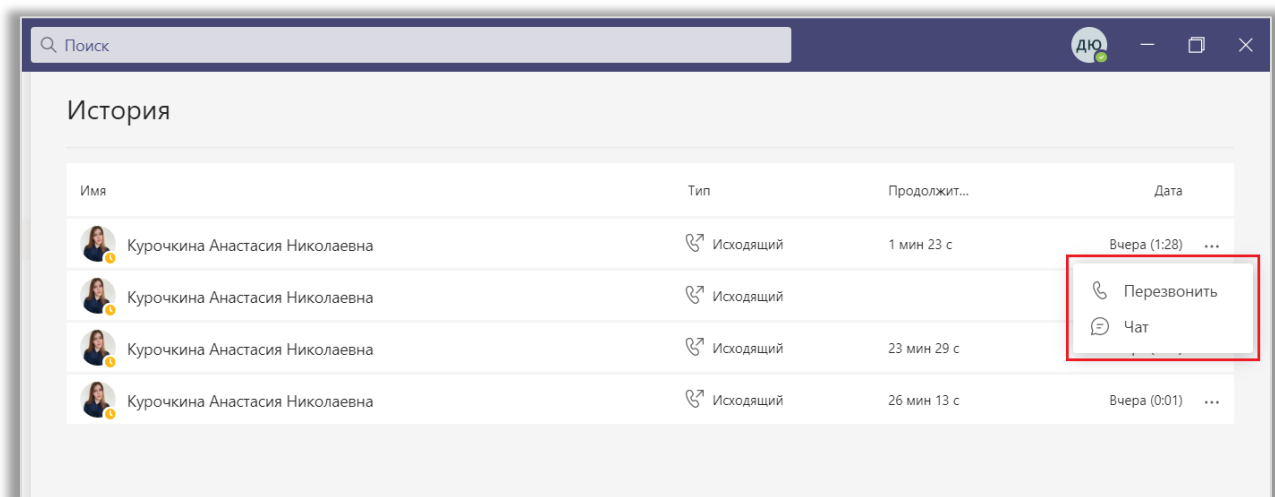 Поиск
ДЮ
История
Имя Тип Продолжит... Дата
Курочкина Анастасия Николаевна Исходящий 1 мин 23 с Вчера (1:28) ...
Курочкина Анастасия Николаевна Исходящий
Перезвонить
Чат
Курочкина Анастасия Николаевна Исходящий 23 мин 29 с
Курочкина Анастасия Николаевна Исходящий 26 мин 13 с Вчера (0:01) ...